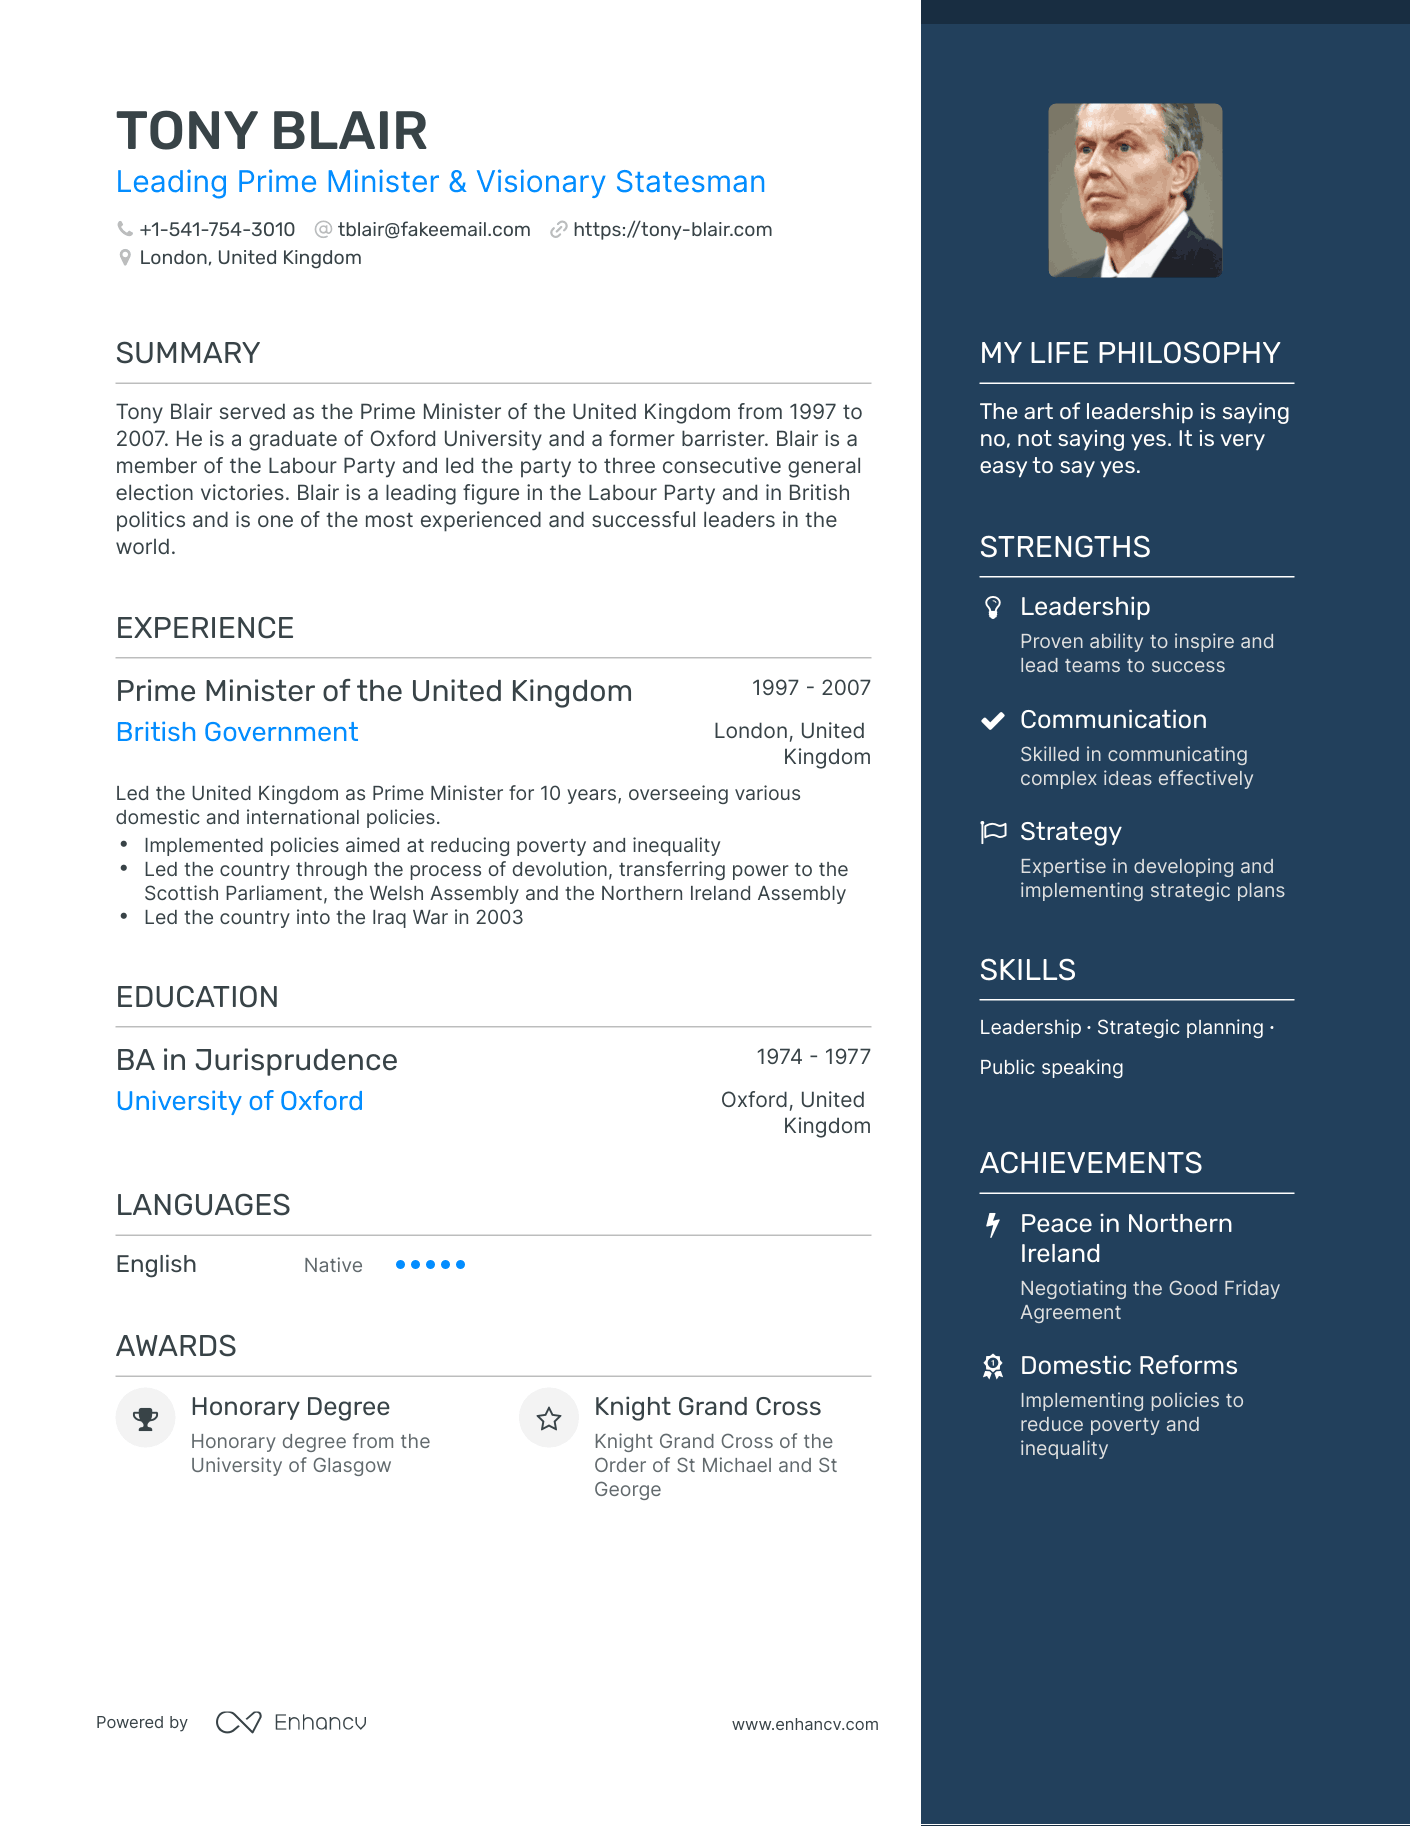 TONY BLAIR
Leading Prime Minister & Visionary Statesman
+1-541-754-3010 tblair@fakeemail.com https://tony-blair.com
London, United Kingdom
SUMMARY
Tony Blair served as the Prime Minister of the United Kingdom from 1997 to
2007. He is a graduate of Oxford University and a former barrister. Blair is a
member of the Labour Party and led the party to three consecutive general
election victories. Blair is a leading figure in the Labour Party and in British
politics and is one of the most experienced and successful leaders in the
world.
EXPERIENCE
Prime Minister of the United Kingdom 1997 - 2007
British Government London, United
Kingdom
Led the United Kingdom as Prime Minister for 10 years, overseeing various
domestic and international policies.
• Implemented policies aimed at reducing poverty and inequality
• Led the country through the process of devolution, transferring power to the
Scottish Parliament, the Welsh Assembly and the Northern Ireland Assembly
• Led the country into the Iraq War in 2003
EDUCATION
BA in Jurisprudence 1974 - 1977
University of Oxford Oxford, United
Kingdom
LANGUAGES
English Native
AWARDS
Honorary Degree
Honorary degree from the
University of Glasgow
Knight Grand Cross
Knight Grand Cross of the
Order of St Michael and St
George
MY LIFE PHILOSOPHY
The art of leadership is saying
no, not saying yes. It is very
easy to say yes.
STRENGTHS
Leadership
Proven ability to inspire and
lead teams to success
Communication
Skilled in communicating
complex ideas effectively
Strategy
Expertise in developing and
implementing strategic plans
SKILLS
Leadership · Strategic planning ·
Public speaking
ACHIEVEMENTS
Peace in Northern
Ireland
Negotiating the Good Friday
Agreement
Domestic Reforms
Implementing policies to
reduce poverty and
inequality
Powered by Enhancv www.enhancv.com